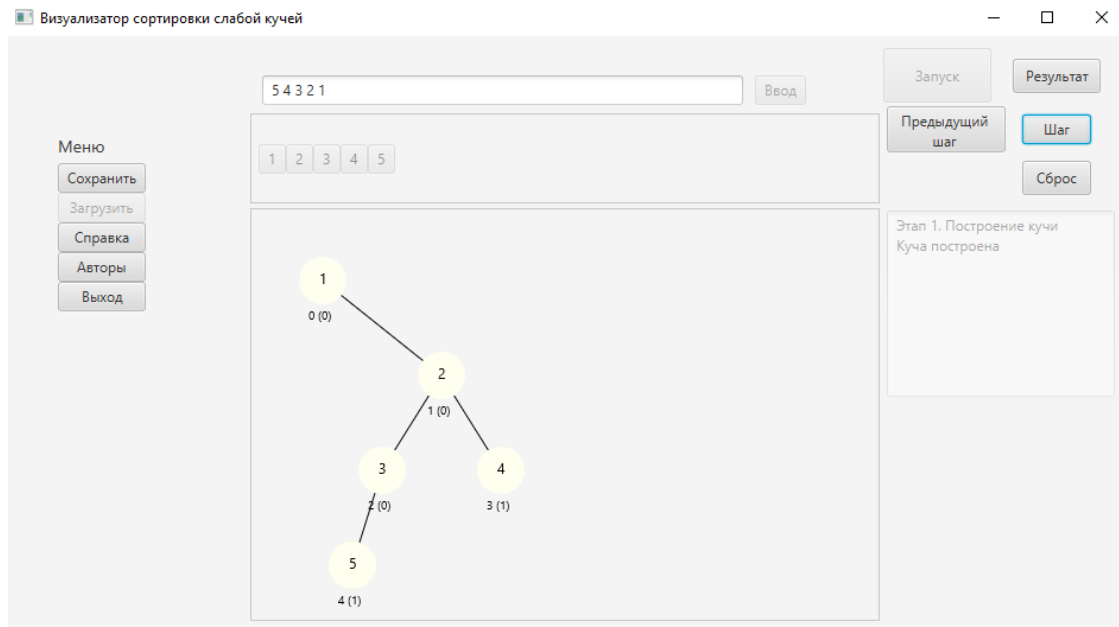 Визуализатор сортировки слабой кучей
5 4 3 2 1
Ввод
Запуск
Результат
Предыдущий
шаг
Шаг
Сброс
Меню
Сохранить
Загрузить
Справка
Авторы
Выход
1 2 3 4 5
Этап 1. Построение кучи
Куча построена
1
0 (0)
2
1 (0)
3
2 (0)
4
3 (1)
5
4 (1)